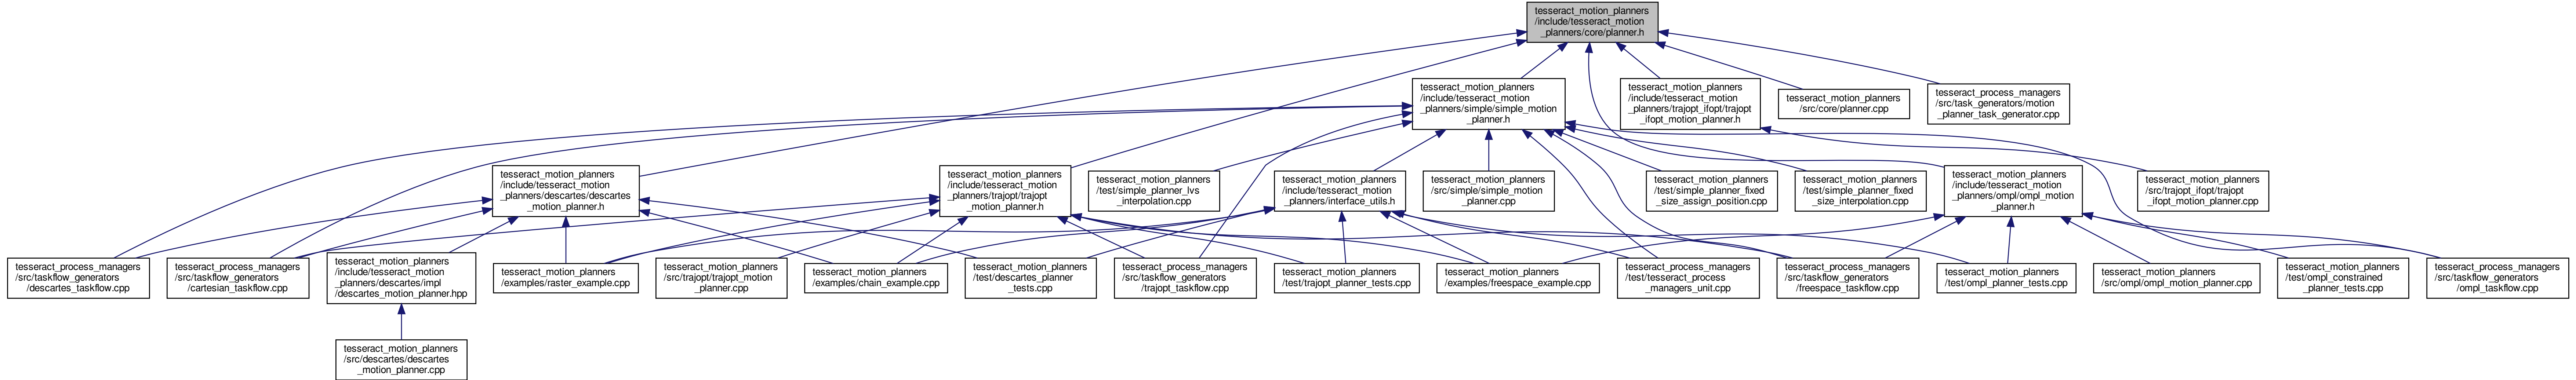 tesseract_motion_planners
/include/tesseract_motion
_planners/core/planner.h
tesseract_motion_planners
/include/tesseract_motion
_planners/simple/simple_motion
_planner.h
tesseract_motion_planners
/include/tesseract_motion
_planners/trajopt_ifopt/trajopt
_ifopt_motion_planner.h
tesseract_motion_planners
/src/core/planner.cpp
tesseract_process_managers
/src/task_generators/motion
_planner_task_generator.cpp
tesseract_motion_planners
/include/tesseract_motion
_planners/descartes/descartes
_motion_planner.h
tesseract_motion_planners
/include/tesseract_motion
_planners/trajopt/trajopt
_motion_planner.h
tesseract_motion_planners
/test/simple_planner_lvs
_interpolation.cpp
tesseract_motion_planners
/include/tesseract_motion
_planners/interface_utils.h
tesseract_motion_planners
/src/simple/simple_motion
_planner.cpp
tesseract_motion_planners
/test/simple_planner_fixed
_size_assign_position.cpp
tesseract_motion_planners
/test/simple_planner_fixed
_size_interpolation.cpp
tesseract_motion_planners
/include/tesseract_motion
_planners/ompl/ompl_motion
_planner.h
tesseract_motion_planners
/src/trajopt_ifopt/trajopt
_ifopt_motion_planner.cpp
tesseract_process_managers
/src/taskflow_generators
/descartes_taskflow.cpp
tesseract_process_managers
/src/taskflow_generators
/cartesian_taskflow.cpp
tesseract_motion_planners
/include/tesseract_motion
_planners/descartes/impl
/descartes_motion_planner.hpp
tesseract_motion_planners
/examples/raster_example.cpp
tesseract_motion_planners
/src/trajopt/trajopt_motion
_planner.cpp
tesseract_motion_planners
/examples/chain_example.cpp
tesseract_motion_planners
/test/descartes_planner
_tests.cpp
tesseract_process_managers
/src/taskflow_generators
/trajopt_taskflow.cpp
tesseract_motion_planners
/test/trajopt_planner_tests.cpp
tesseract_motion_planners
/examples/freespace_example.cpp
tesseract_process_managers
/test/tesseract_process
_managers_unit.cpp
tesseract_process_managers
/src/taskflow_generators
/freespace_taskflow.cpp
tesseract_motion_planners
/test/ompl_planner_tests.cpp
tesseract_motion_planners
/src/ompl/ompl_motion_planner.cpp
tesseract_motion_planners
/test/ompl_constrained
_planner_tests.cpp
tesseract_process_managers
/src/taskflow_generators
/ompl_taskflow.cpp
tesseract_motion_planners
/src/descartes/descartes
_motion_planner.cpp